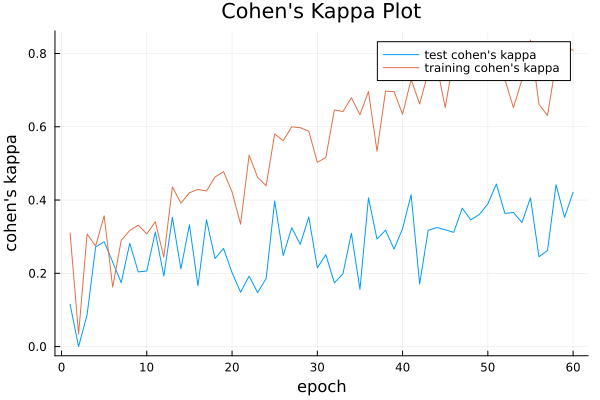 Cohen's Kappa Plot
test cohen's kappa
training cohen's kappa
cohen's kappa
0.8
0.6
0.4
0.2
0.0
0 10 20 30 40 50 60
epoch